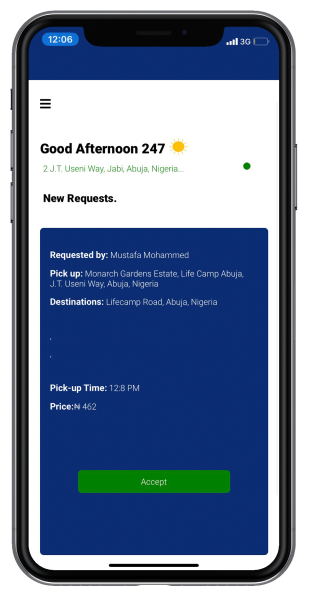 12:06
3G
Good Afternoon 247
2 J.T. Useni Way, Jabi, Abuja, Nigeria...
New Requests.
Requested by: Mustafa Mohammed
Pick up: Monarch Gardens Estate, Life Camp Abuja,
J.T. Useni Way, Abuja, Nigeria
Destinations: Lifecamp Road, Abuja, Nigeria
,
,
Pick-up Time: 12:8 PM
Price:₦ 462
Accept